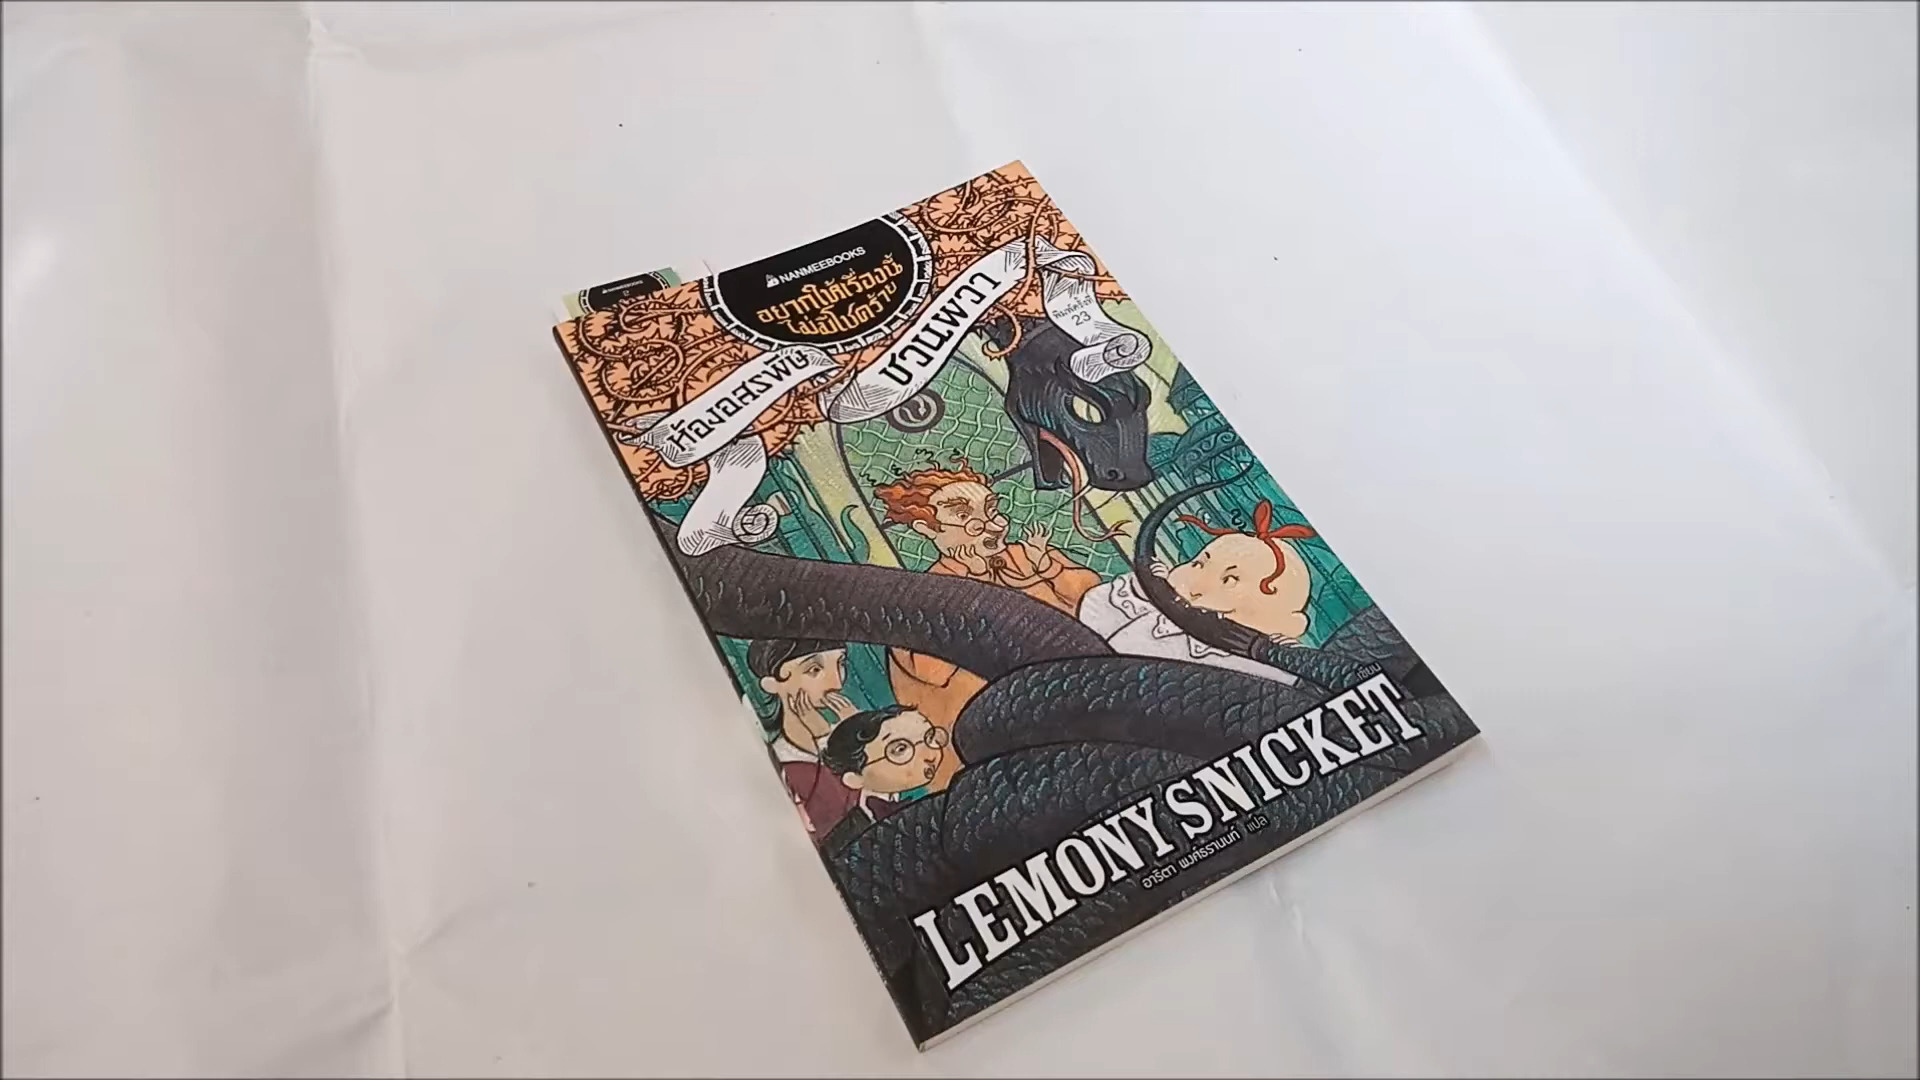 NANMEEBOOKS
อยากให้เรื่องนี้
ไม่มีโชคร้าย
ห้องอสรพิษ
ชวนผวา
พิมพ์ครั้งที่
23
เขียน
LEMONY SNICKET
อาริตา พงศ์ธรานนท์ แปล
NANMEEBOOKS